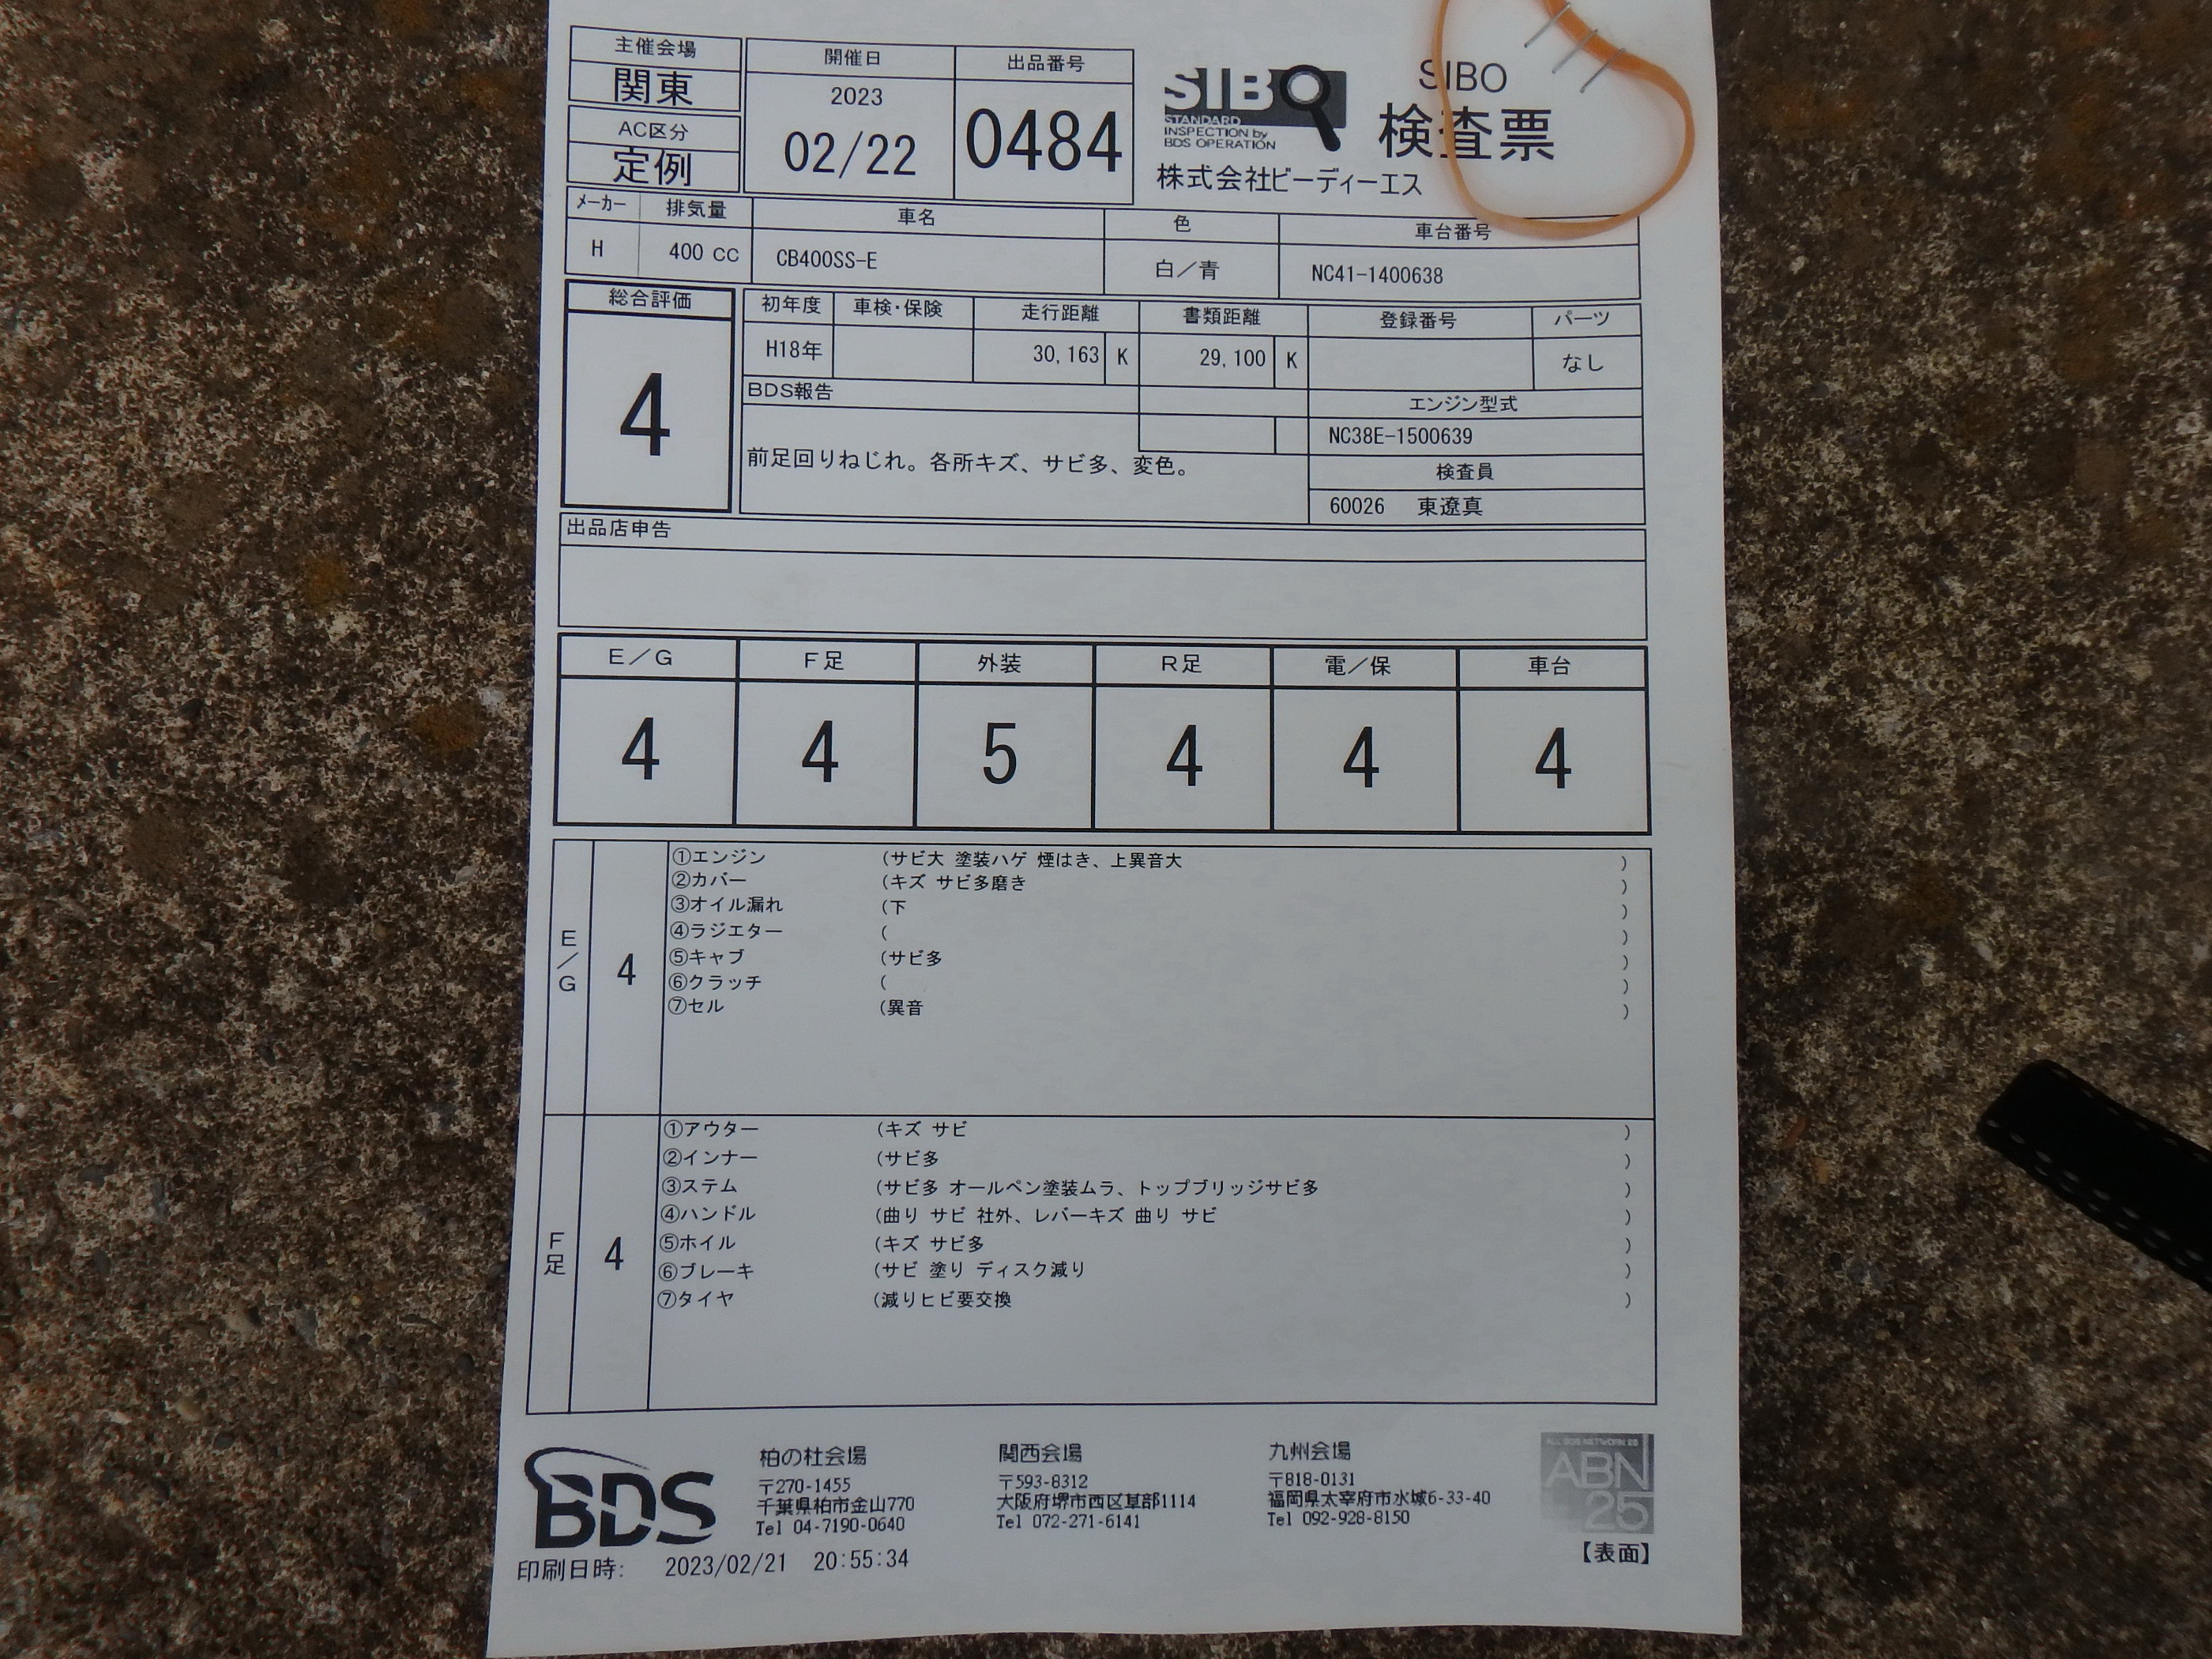 主催会場
関東
AC区分
定例
開催日
2023
02/22
出品番号
0484
SIBO
STANDARD
INSPECTION by
BDS OPERATION
SIBO
検査票
株式会社ビーディーエス
メーカー 排気量 車名 色 車台番号
H 400 CC CB400SS-E 白／青 NC41-1400638
総合評価
4
初年度 車検・保険 走行距離 書類距離 登録番号 パーツ
H18年 30,163 K 29,100 K なし
BDS報告
前足回りねじれ。各所キズ、サビ多、変色。
エンジン型式
NC38E-1500639
検査員
60026 東遼真
出品店申告
E／G F足 外装 R足 電／保 車台
4 4 5 4 4 4
E／G
4
①エンジン (サビ大 塗装ハゲ 煙はき、上異音大 )
②カバー (キズ サビ多磨き )
③オイル漏れ (下 )
④ラジエター ( )
⑤キャブ (サビ多 )
⑥クラッチ ( )
⑦セル (異音 )
F足
4
①アウター (キズ サビ )
②インナー (サビ多 )
③ステム (サビ多 オールペン塗装ムラ、トップブリッジサビ多 )
④ハンドル (曲り サビ 社外、レバーキズ 曲り サビ )
⑤ホイル (キズ サビ多 )
⑥ブレーキ (サビ 塗り ディスク減り )
⑦タイヤ (減りヒビ要交換 )
BDS
柏の杜会場
〒270-1455
千葉県柏市金山770
Tel 04-7190-0640
関西会場
〒593-8312
大阪府堺市西区草部1114
Tel 072-271-6141
九州会場
〒818-0131
福岡県太宰府市水城6-33-40
Tel 092-928-8150
ALL BDS NETWORK 25
ABN
25
【表面】
印刷日時: 2023/02/21 20:55:34